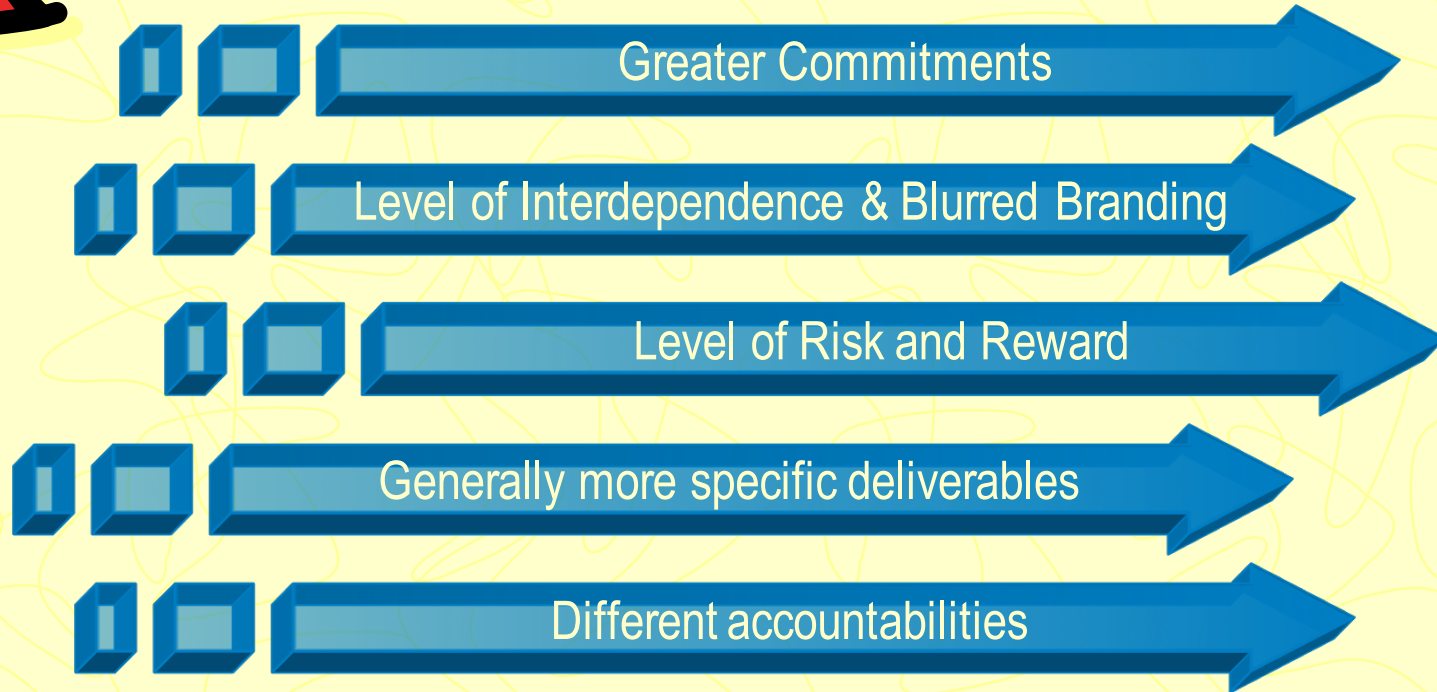 Greater Commitments
Level of Interdependence & Blurred Branding
Level of Risk and Reward
Generally more specific deliverables
Different accountabilities